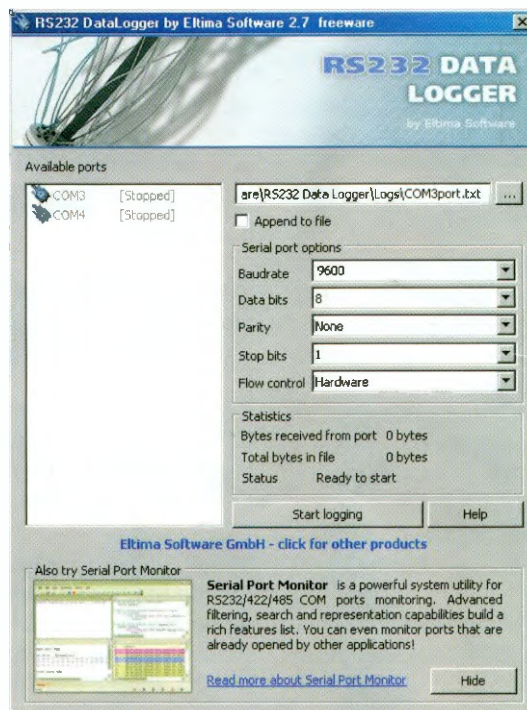 RS232 DataLogger by Eltima Software 2.7 freeware
RS232 DATA
LOGGER
by Eltima Software
Available ports
COM3 [Stopped]
COM4 [Stopped]
are\RS232 Data Logger\Logs\COM3port.txt ...
Append to file
Serial port options
Baudrate 9600
Data bits 8
Parity None
Stop bits 1
Flow control Hardware
Statistics
Bytes received from port 0 bytes
Total bytes in file 0 bytes
Status Ready to start
Start logging Help
Eltima Software GmbH - click for other products
Also try Serial Port Monitor
Serial Port Monitor is a powerful system utility for
RS232/422/485 COM ports monitoring. Advanced
filtering, search and representation capabilities build a
rich features list. You can even monitor ports that are
already opened by other applications!
Read more about Serial Port Monitor Hide